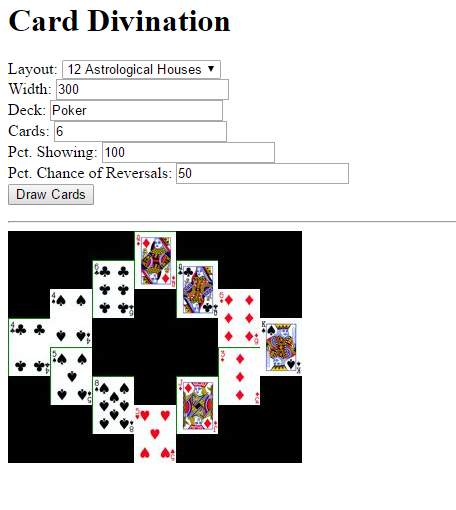 Card Divination
Layout: 12 Astrological Houses
Width: 300
Deck: Poker
Cards: 6
Pct. Showing: 100
Pct. Chance of Reversals: 50
Draw Cards